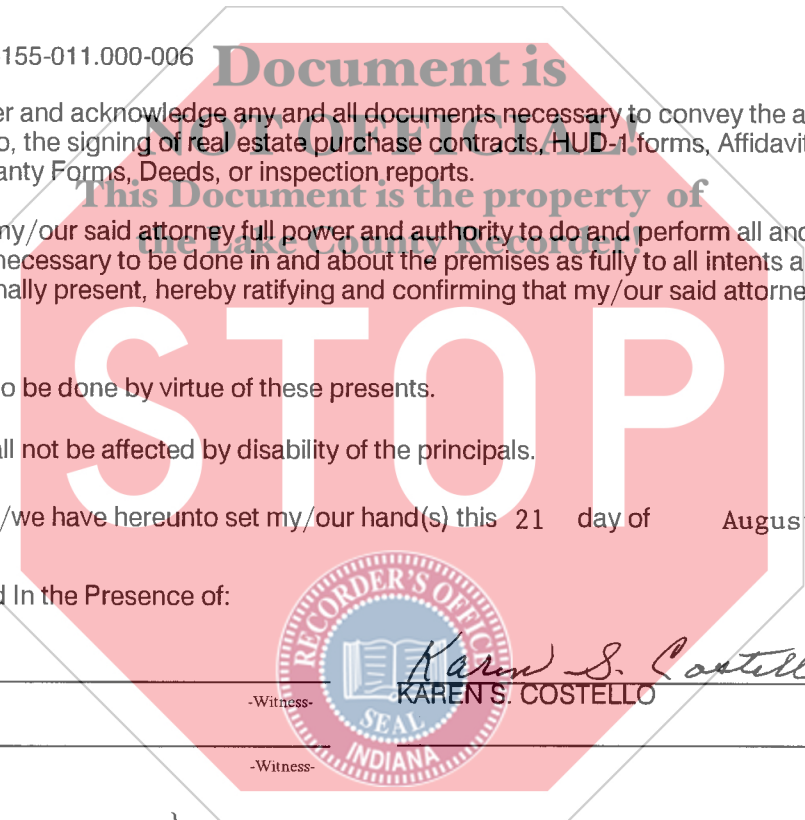 155-011.000-006
Document is
er and acknowledge any and all documents necessary to convey the a
NOT OFFICIAL!
o, the signing of real estate purchase contracts, HUD-1 forms, Affidavit
anty Forms, Deeds, or inspection reports.
This Document is the property of
ny/our said attorney full power and authority to do and perform all and
the Lake County Recorder!
necessary to be done in and about the premises as fully to all intents a
nally present, hereby ratifying and confirming that my/our said attorne
STOP
o be done by virtue of these presents.
all not be affected by disability of the principals.
/we have hereunto set my/our hand(s) this 21 day of Augus
d In the Presence of:
RECORDER'S OFFICE
Karen S. Costell
-Witness-
KAREN S. COSTELLO
SEAL
INDIANA
-Witness-
}